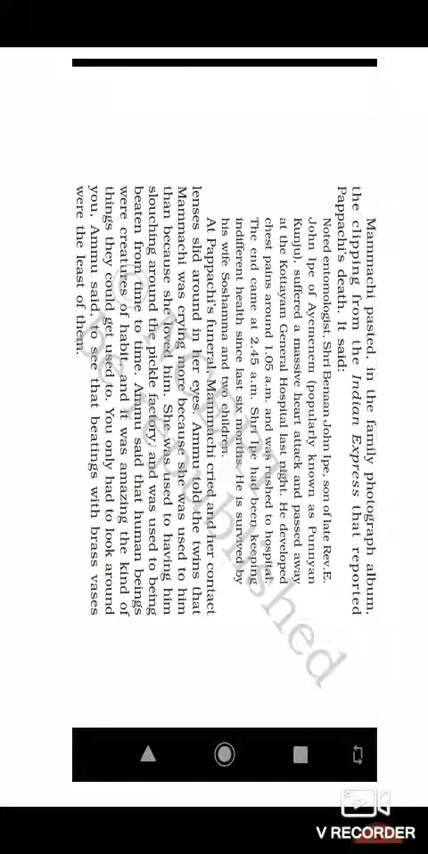 Mammachi pasted, in the family photograph album,
the clipping from the Indian Express that reported
Pappachi's death. It said:
Noted entomologist, Shri Benaan John Ipe, son of late Rev.E.
John Ipe of Ayemenem (popularly known as Punnyan
Kunju), suffered a massive heart attack and passed away
at the Kottayam General Hospital last night. He developed
chest pains around 1.05 a.m. and was rushed to hospital.
The end came at 2.45 a.m. Shri Ipe had been keeping
indifferent health since last six months. He is survived by
his wife Soshamma and two children.
At Pappachi's funeral, Mammachi cried and her contact
lenses slid around in her eyes. Ammu told the twins that
Mammachi was crying more because she was used to him
than because she loved him. She was used to having him
slouching around the pickle factory, and was used to being
beaten from time to time. Ammu said that human beings
were creatures of habit, and it was amazing the kind of
things they could get used to. You only had to look around
you, Ammu said, to see that beatings with brass vases
were the least of them.
published
V RECORDER